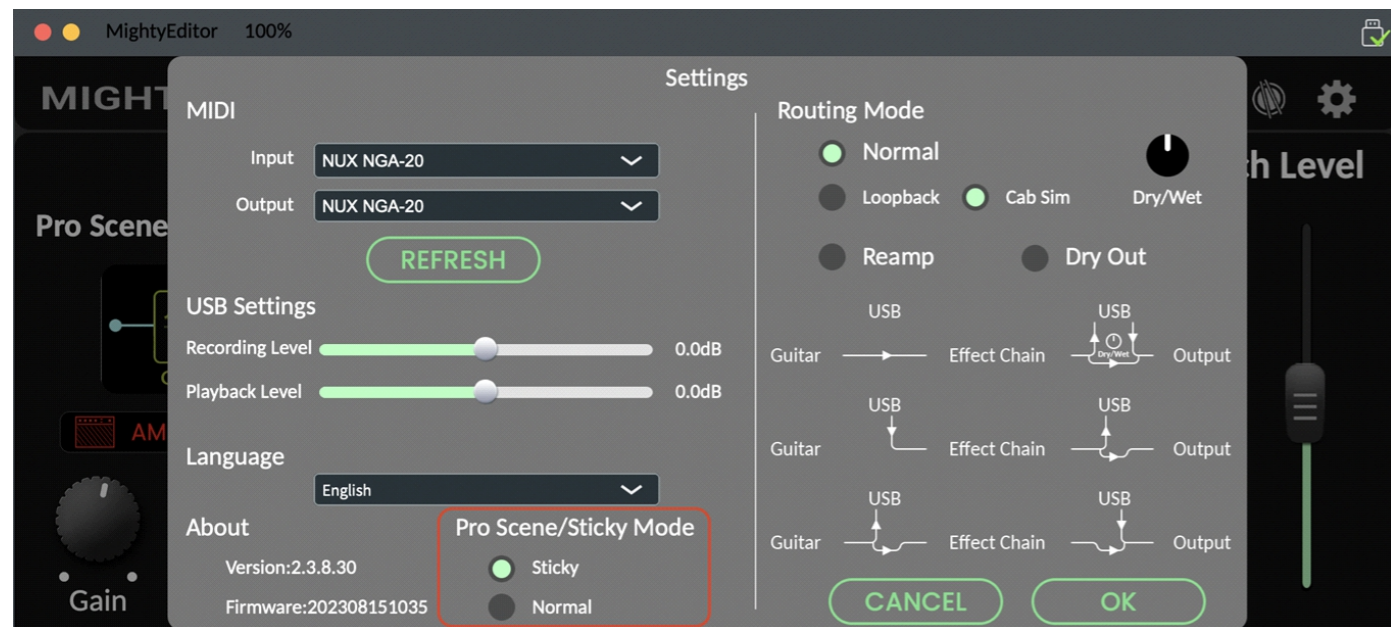 MightyEditor 100%
MIGHT
Pro Scene
AM
Gain
Settings
MIDI
Input NUX NGA-20
Output NUX NGA-20
REFRESH
USB Settings
Recording Level 0.0dB
Playback Level 0.0dB
Language
English
About
Version:2.3.8.30
Firmware:202308151035
Pro Scene/Sticky Mode
Sticky
Normal
Routing Mode
Normal
Loopback Cab Sim Dry/Wet
Reamp Dry Out
USB USB
Dry/Wet
Guitar Effect Chain Output
USB USB
Guitar Effect Chain Output
USB USB
Guitar Effect Chain Output
CANCEL OK
h Level